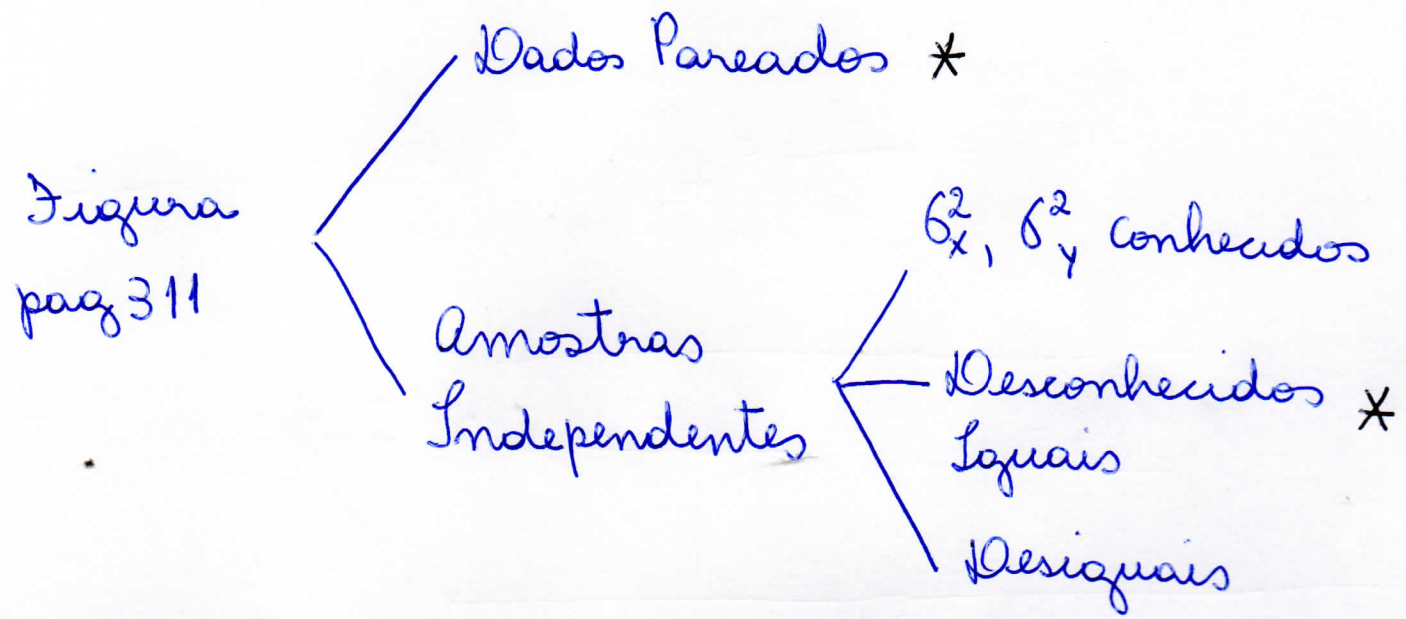 Dados Pareados *
Figura
pag 311
Amostras
Independentes
σ²x, σ²y conhecidos
Desconhecidos *
Iguais
Desiguais